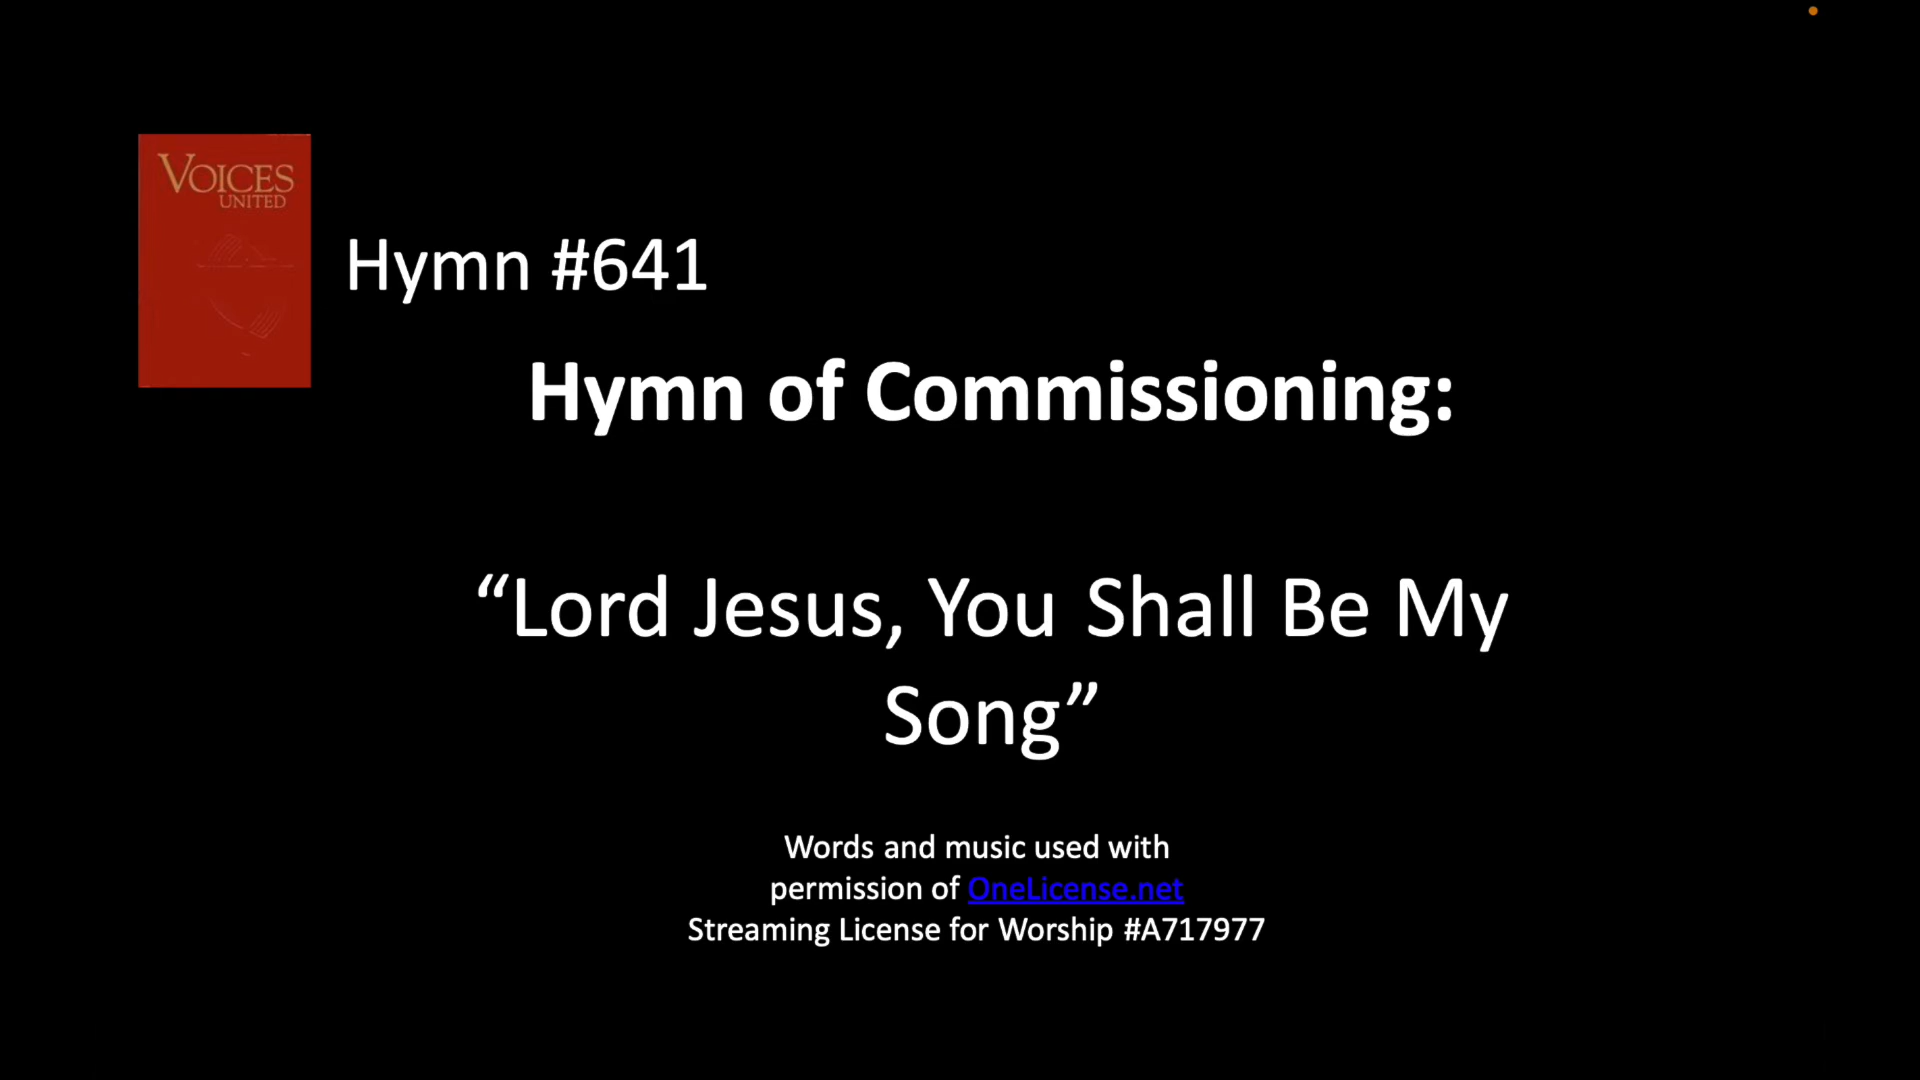 VOICES
UNITED
Hymn #641
Hymn of Commissioning:
“Lord Jesus, You Shall Be My
Song”
Words and music used with
permission of OneLicense.net
Streaming License for Worship #A717977